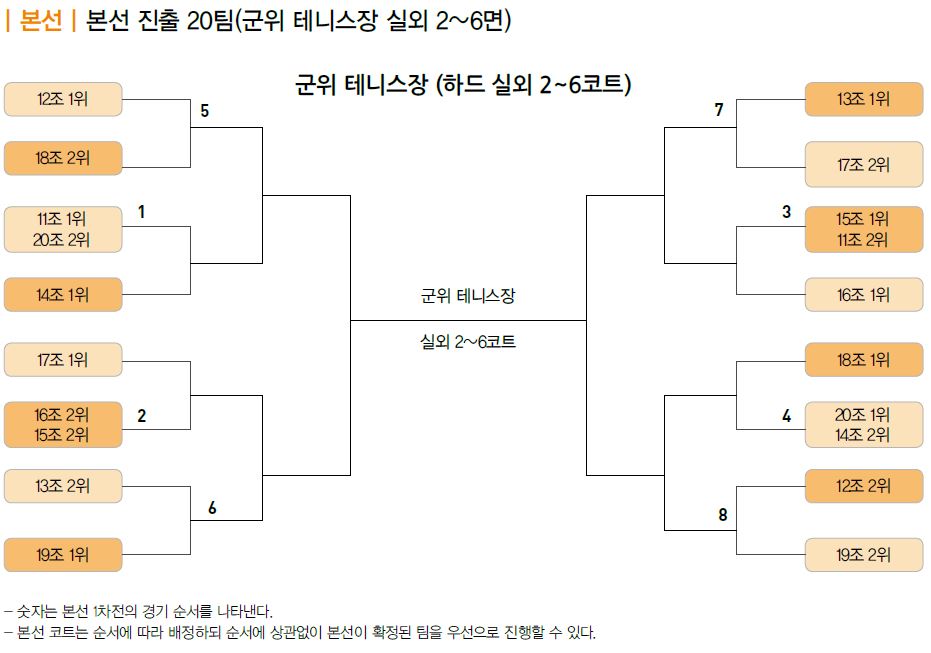 | 본선 | 본선 진출 20팀(군위 테니스장 실외 2~6면)
군위 테니스장 (하드 실외 2~6코트)
12조 1위
5
18조 2위
11조 1위
20조 2위
1
14조 1위
17조 1위
16조 2위
15조 2위
2
13조 2위
6
19조 1위
군위 테니스장
실외 2~6코트
7
13조 1위
17조 2위
3
15조 1위
11조 2위
16조 1위
18조 1위
4
20조 1위
14조 2위
12조 2위
8
19조 2위
- 숫자는 본선 1차전의 경기 순서를 나타낸다.
- 본선 코트는 순서에 따라 배정하되 순서에 상관없이 본선이 확정된 팀을 우선으로 진행할 수 있다.